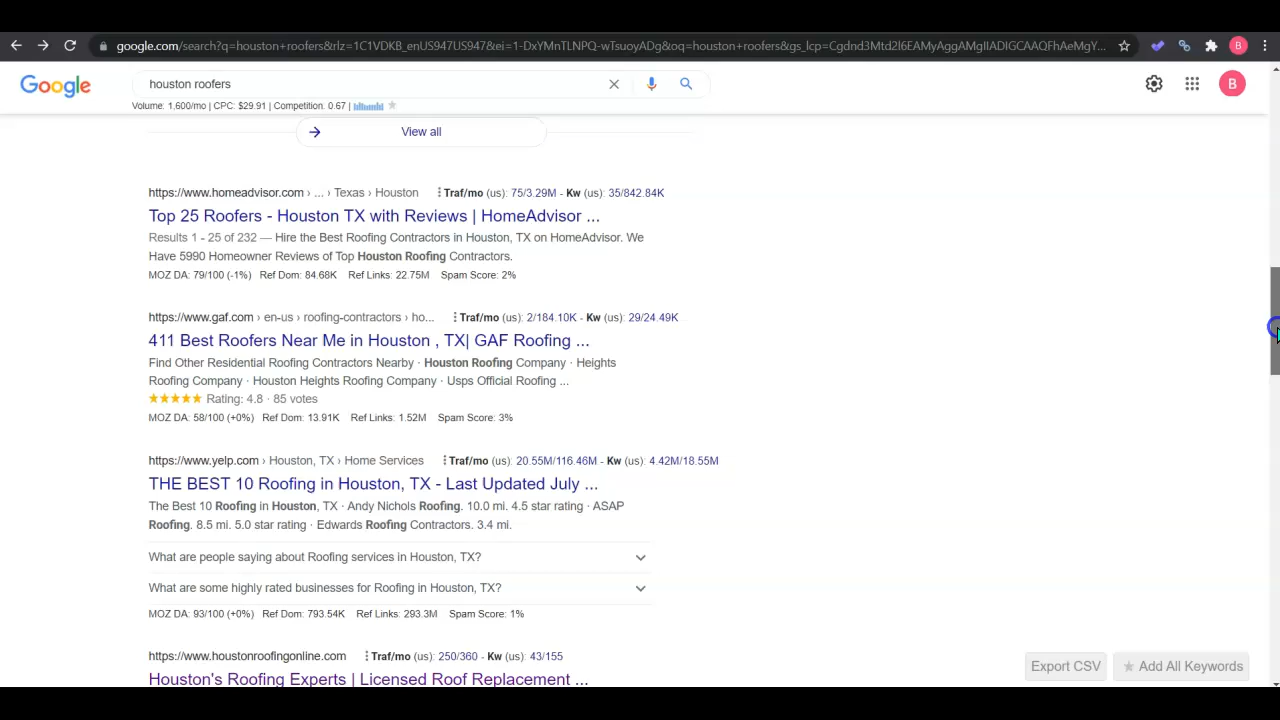 google.com/search?q=houston+roofers&rlz=1C1VDKB_enUS947US947&ei=1-DxYMnTLNPQ-wTsuoyADg&oq=houston+roofers&gs_lcp=Cgdnd3Mtd2l6EAMyAggAMgIIADIGCAAQFhAeMgY...
B
Google
houston roofers
B
Volume: 1,600/mo | CPC: $29.91 | Competition: 0.67 |
View all
https://www.homeadvisor.com › ... › Texas › Houston Traf/mo (us): 75/3.29M - Kw (us): 35/842.84K
Top 25 Roofers - Houston TX with Reviews | HomeAdvisor ...
Results 1 - 25 of 232 — Hire the Best Roofing Contractors in Houston, TX on HomeAdvisor. We
Have 5990 Homeowner Reviews of Top Houston Roofing Contractors.
MOZ DA: 79/100 (-1%) Ref Dom: 84.68K Ref Links: 22.75M Spam Score: 2%
https://www.gaf.com › en-us › roofing-contractors › ho... Traf/mo (us): 2/184.10K - Kw (us): 29/24.49K
411 Best Roofers Near Me in Houston , TX| GAF Roofing ...
Find Other Residential Roofing Contractors Nearby · Houston Roofing Company · Heights
Roofing Company · Houston Heights Roofing Company · Usps Official Roofing ...
Rating: 4.8 · 85 votes
MOZ DA: 58/100 (+0%) Ref Dom: 13.91K Ref Links: 1.52M Spam Score: 3%
https://www.yelp.com › Houston, TX › Home Services Traf/mo (us): 20.55M/116.46M - Kw (us): 4.42M/18.55M
THE BEST 10 Roofing in Houston, TX - Last Updated July ...
The Best 10 Roofing in Houston, TX · Andy Nichols Roofing. 10.0 mi. 4.5 star rating · ASAP
Roofing. 8.5 mi. 5.0 star rating · Edwards Roofing Contractors. 3.4 mi.
What are people saying about Roofing services in Houston, TX?
What are some highly rated businesses for Roofing in Houston, TX?
MOZ DA: 93/100 (+0%) Ref Dom: 793.54K Ref Links: 293.3M Spam Score: 1%
https://www.houstonroofingonline.com Traf/mo (us): 250/360 - Kw (us): 43/155
Houston's Roofing Experts | Licensed Roof Replacement ...
Export CSV
Add All Keywords